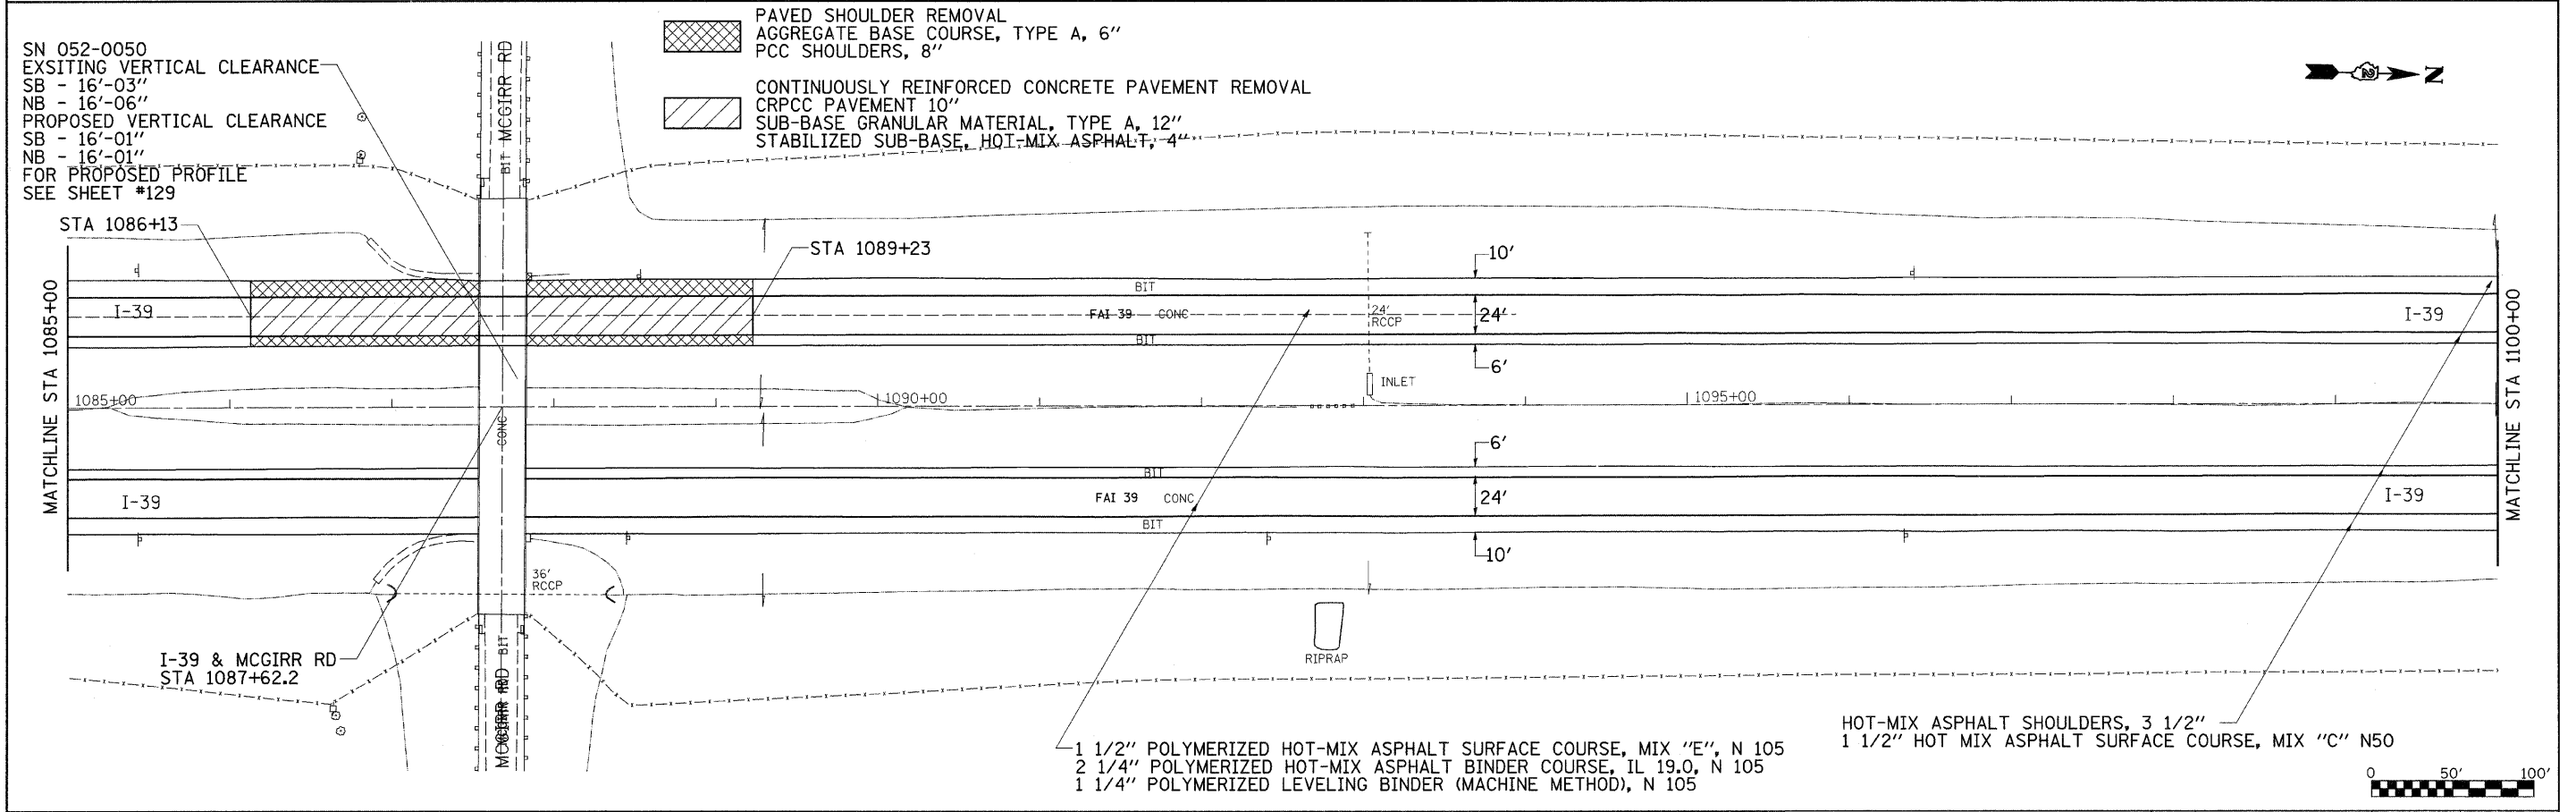 SN 052-0050
EXSITING VERTICAL CLEARANCE
SB - 16'-03"
NB - 16'-06"
PROPOSED VERTICAL CLEARANCE
SB - 16'-01"
NB - 16'-01"
FOR PROPOSED PROFILE
SEE SHEET #129
PAVED SHOULDER REMOVAL
AGGREGATE BASE COURSE, TYPE A, 6"
PCC SHOULDERS, 8"
CONTINUOUSLY REINFORCED CONCRETE PAVEMENT REMOVAL
CRPCC PAVEMENT 10"
SUB-BASE GRANULAR MATERIAL, TYPE A, 12"
STABILIZED SUB-BASE, HOT-MIX ASPHALT, 4"
N
BIT MCGIRR RD
STA 1086+13
STA 1089+23
MATCHLINE STA 1085+00
I-39
BIT
FAI 39 CONC
BIT
24' RCCP
10'
24'
6'
I-39
MATCHLINE STA 1100+00
INLET
1085+00
1090+00
1095+00
CONC
I-39
BIT
FAI 39 CONC
BIT
6'
24'
10'
I-39
36'
RCCP
RIPRAP
I-39 & MCGIRR RD
STA 1087+62.2
BIT
MCGIRR RD
1 1/2" POLYMERIZED HOT-MIX ASPHALT SURFACE COURSE, MIX "E", N 105
2 1/4" POLYMERIZED HOT-MIX ASPHALT BINDER COURSE, IL 19.0, N 105
1 1/4" POLYMERIZED LEVELING BINDER (MACHINE METHOD), N 105
HOT-MIX ASPHALT SHOULDERS, 3 1/2"
1 1/2" HOT MIX ASPHALT SURFACE COURSE, MIX "C" N50
0 50' 100'